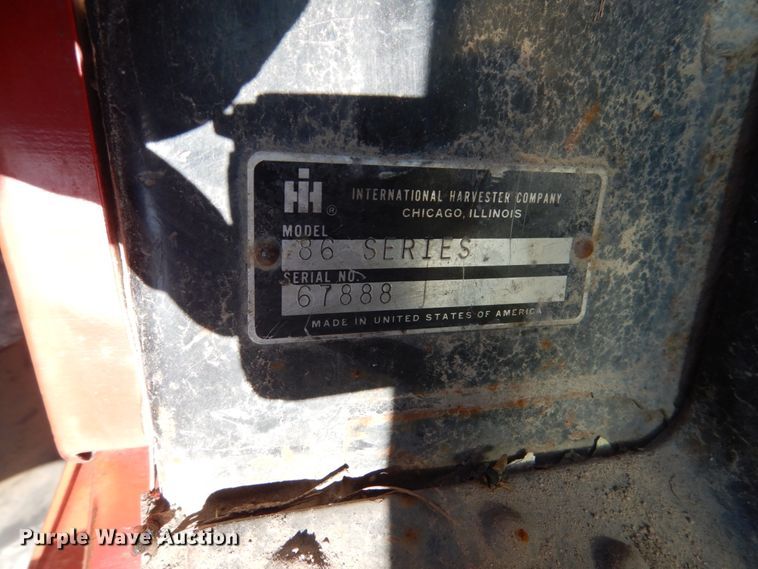 IH ®
INTERNATIONAL HARVESTER COMPANY
CHICAGO, ILLINOIS
MODEL
86 SERIES
SERIAL NO.
67888
MADE IN UNITED STATES OF AMERICA
Purple Wave Auction